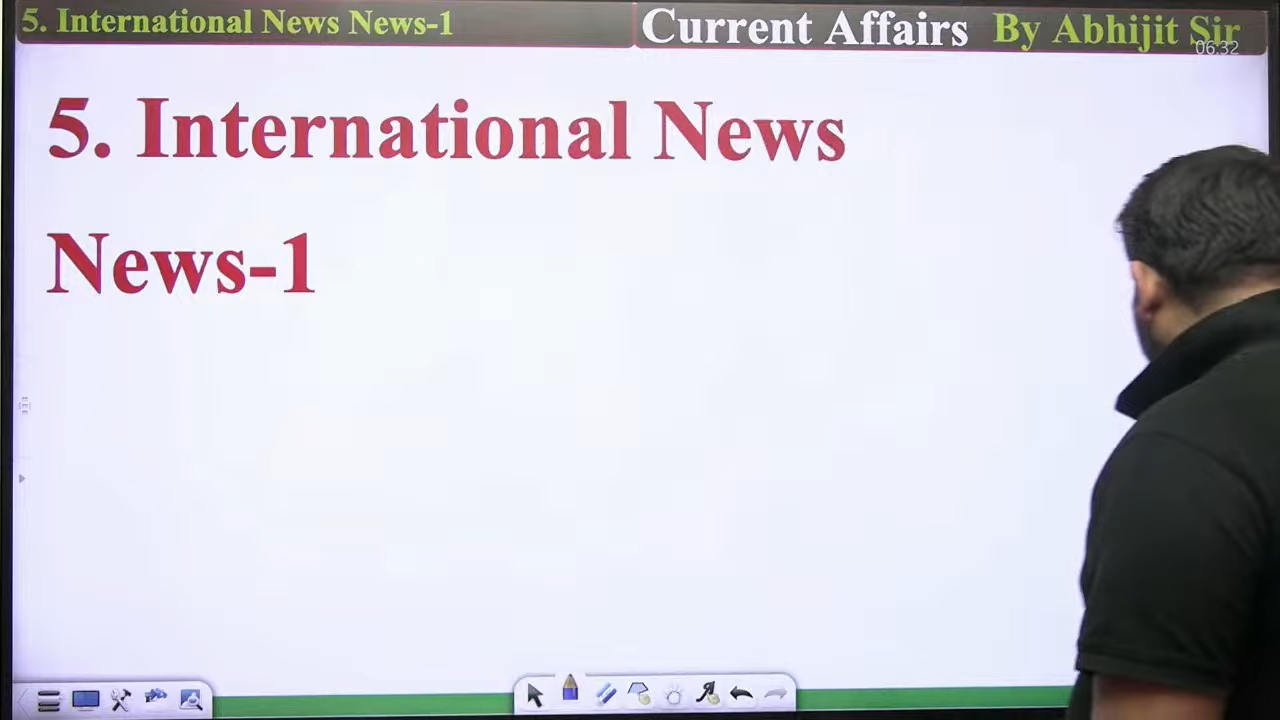 5. International News News-1
Current Affairs By Abhijit Sir
06:32
5. International News
News-1